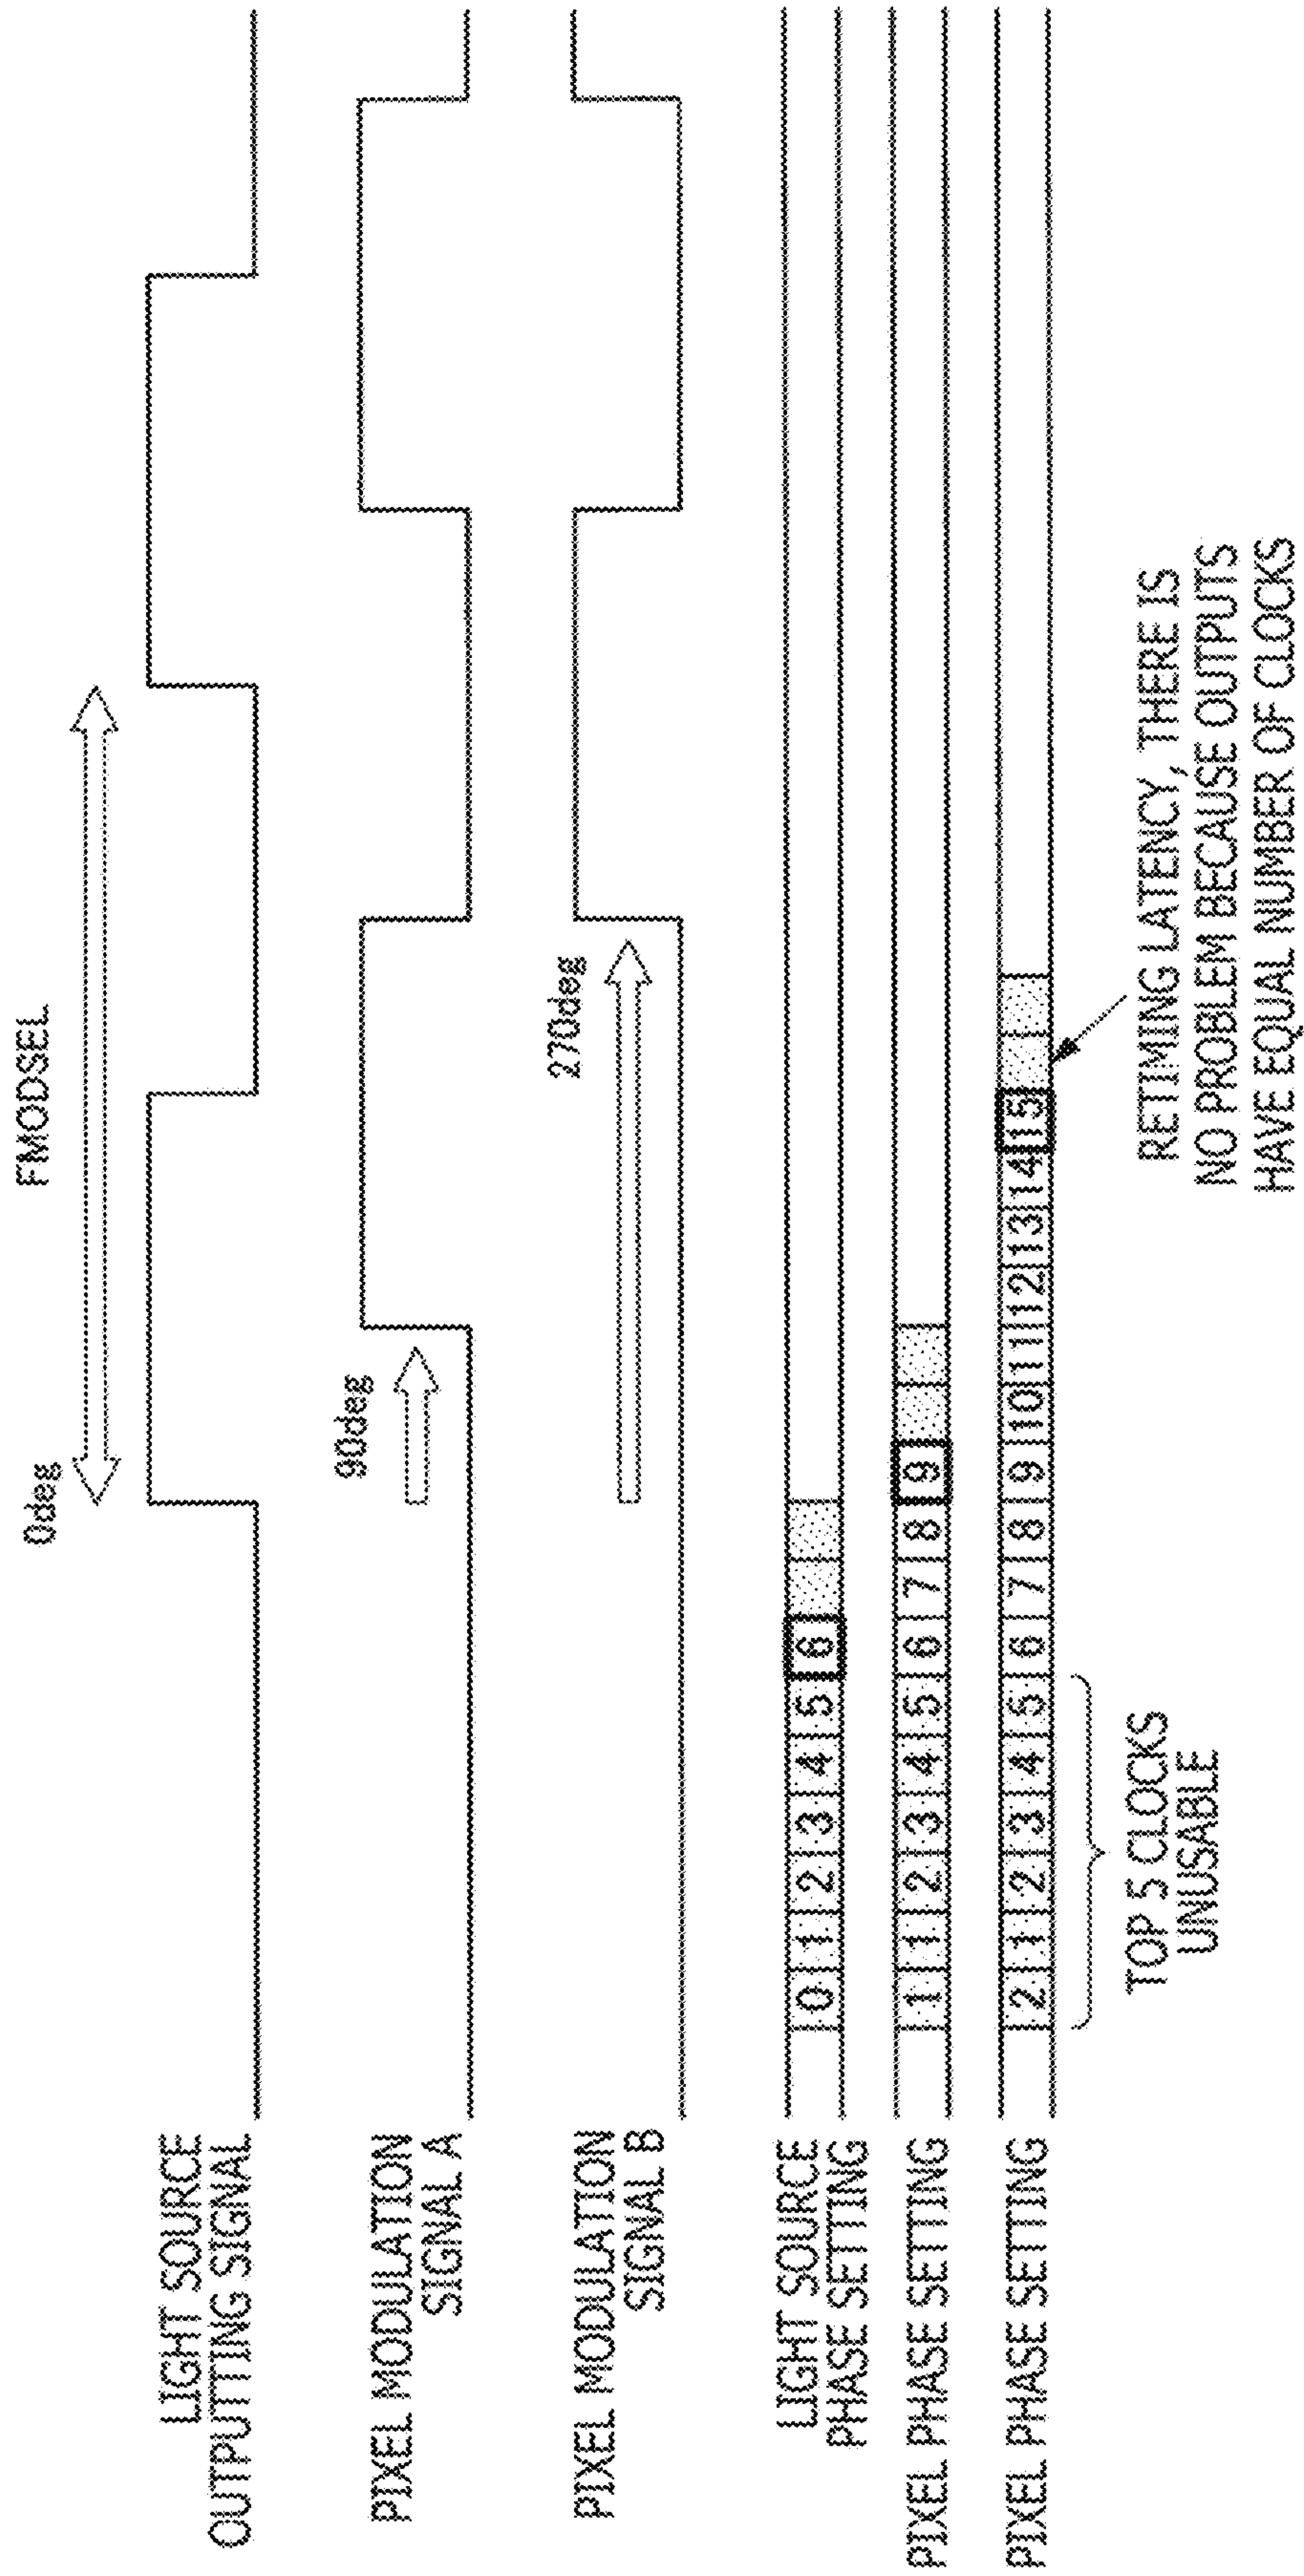 FMODSEL
0deg
LIGHT SOURCE
OUTPUTTING SIGNAL
90deg
PIXEL MODULATION
SIGNAL A
270deg
PIXEL MODULATION
SIGNAL B
LIGHT SOURCE
PHASE SETTING
0 1 2 3 4 5 6
PIXEL PHASE SETTING
1 1 2 3 4 5 6 7 8 9
PIXEL PHASE SETTING
2 1 2 3 4 5 6 7 8 9 10 11 12 13 14 15
TOP 5 CLOCKS
UNUSABLE
RETIMING LATENCY, THERE IS
NO PROBLEM BECAUSE OUTPUTS
HAVE EQUAL NUMBER OF CLOCKS